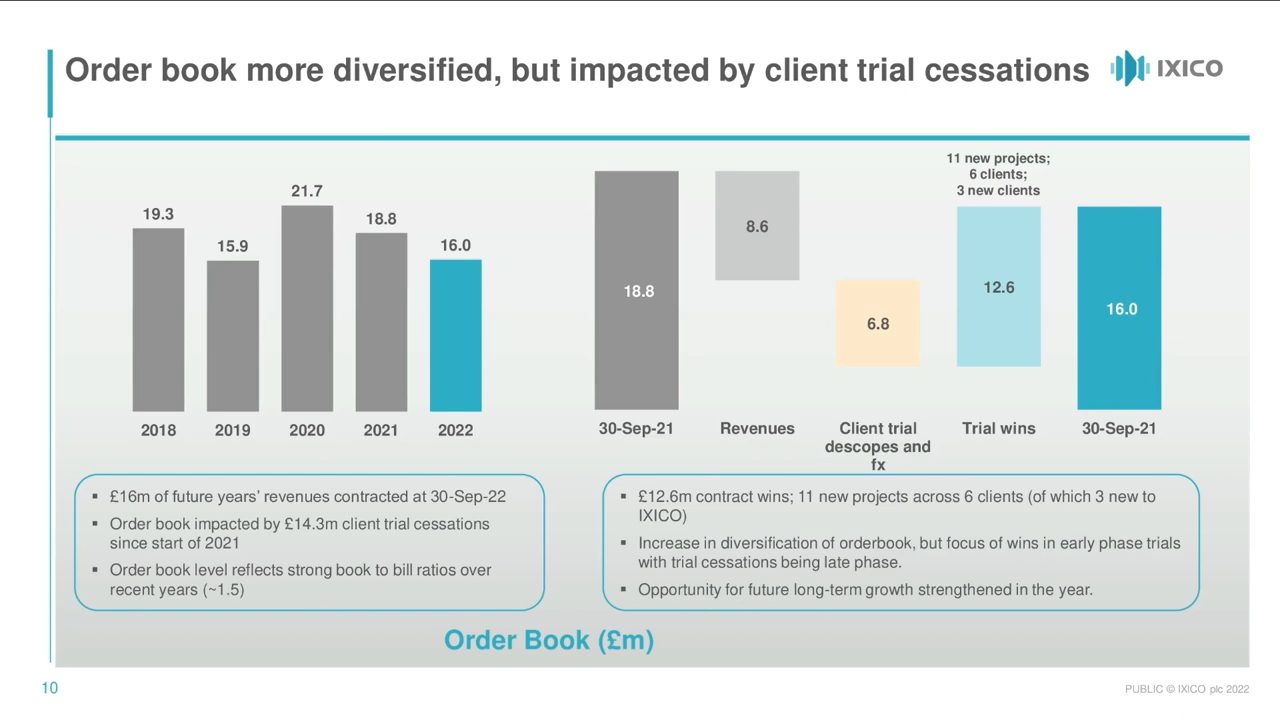 Order book more diversified, but impacted by client trial cessations
IXICO
19.3
15.9
21.7
18.8
16.0
2018
2019
2020
2021
2022
11 new projects;
6 clients;
3 new clients
18.8
8.6
6.8
12.6
16.0
30-Sep-21
Revenues
Client trial
descopes and
fx
Trial wins
30-Sep-21
▪ £16m of future years’ revenues contracted at 30-Sep-22
▪ Order book impacted by £14.3m client trial cessations
since start of 2021
▪ Order book level reflects strong book to bill ratios over
recent years (~1.5)
▪ £12.6m contract wins; 11 new projects across 6 clients (of which 3 new to
IXICO)
▪ Increase in diversification of orderbook, but focus of wins in early phase trials
with trial cessations being late phase.
▪ Opportunity for future long-term growth strengthened in the year.
Order Book (£m)
10
PUBLIC © IXICO plc 2022